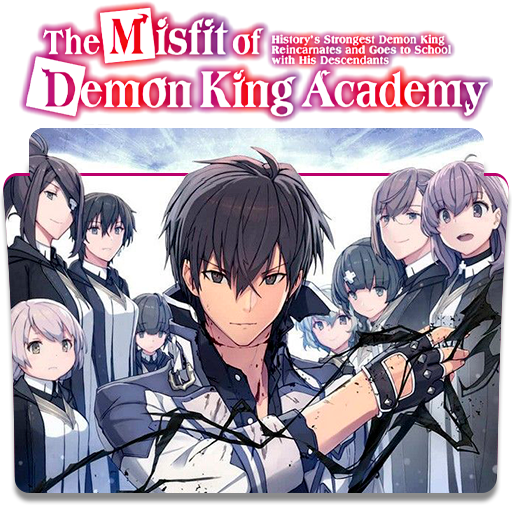 The Misfit of
History's Strongest Demon King
Reincarnates and Goes to School
with His Descendants
Demon King Academy